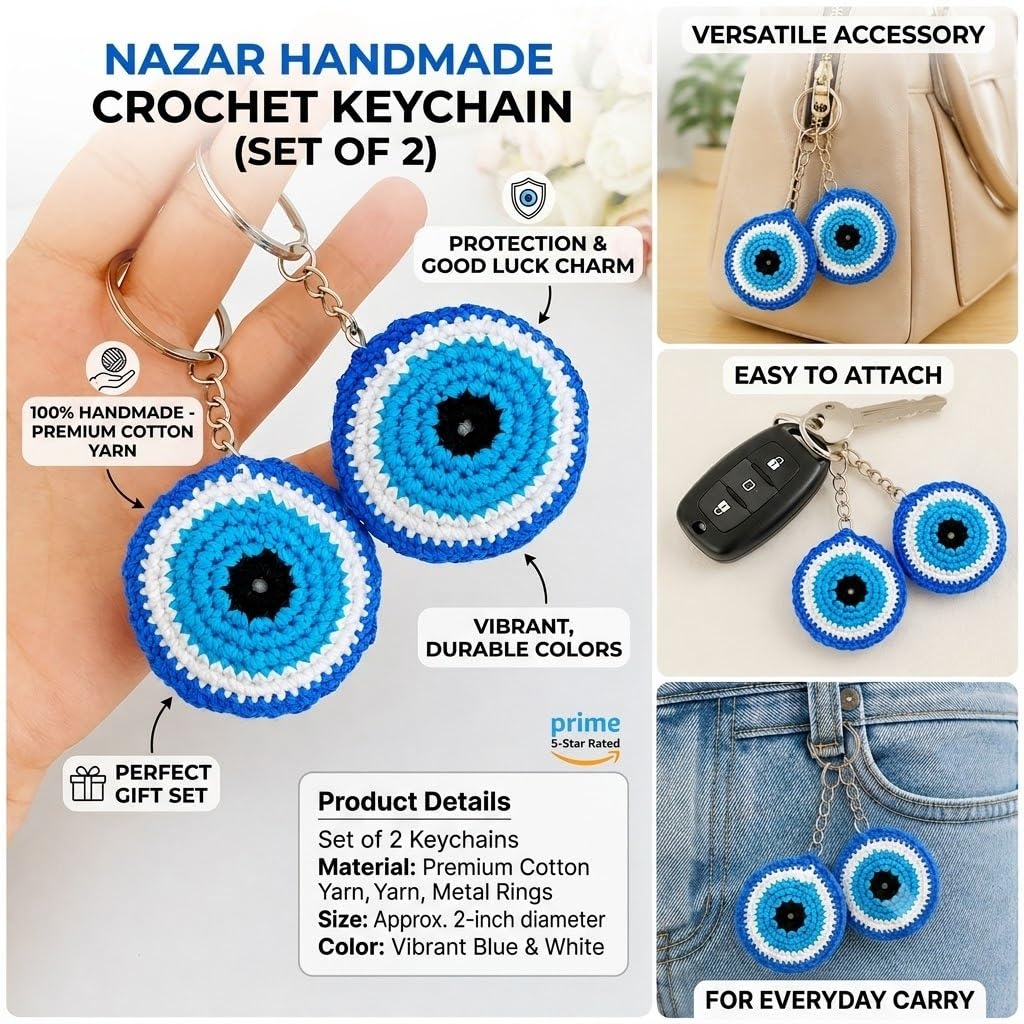 NAZAR HANDMADE
CROCHET KEYCHAIN
(SET OF 2)
PROTECTION &
GOOD LUCK CHARM
100% HANDMADE -
PREMIUM COTTON
YARN
VIBRANT,
DURABLE COLORS
PERFECT
GIFT SET
prime
5-Star Rated
Product Details
Set of 2 Keychains
Material: Premium Cotton
Yarn, Yarn, Metal Rings
Size: Approx. 2-inch diameter
Color: Vibrant Blue & White
VERSATILE ACCESSORY
EASY TO ATTACH
FOR EVERYDAY CARRY